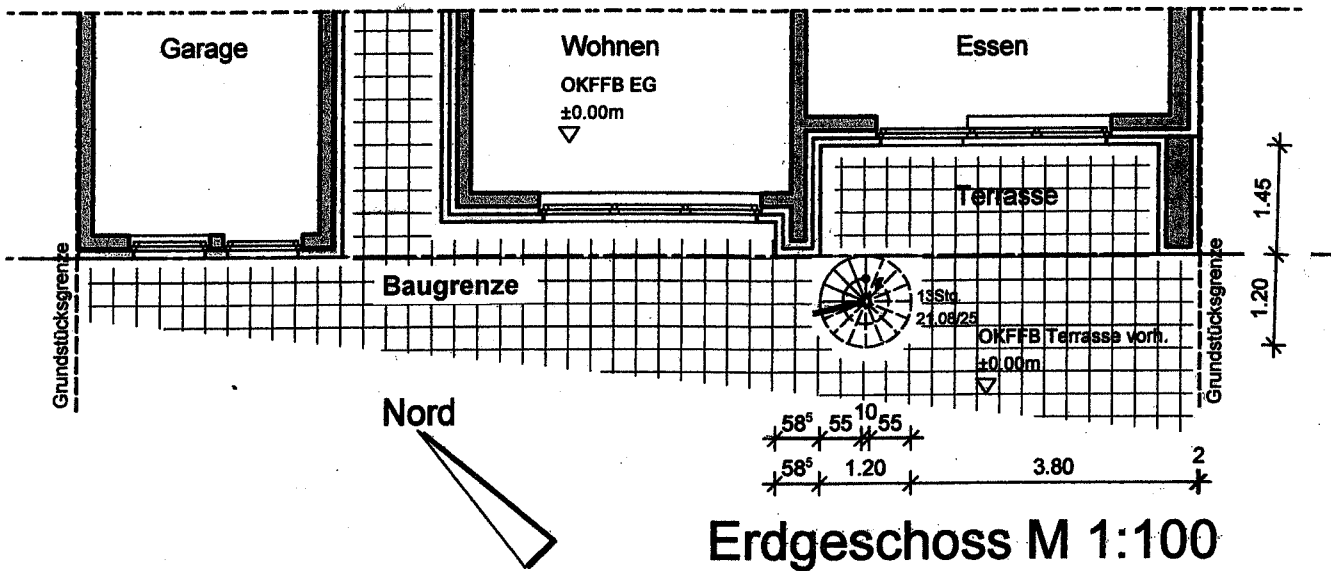 Garage
Wohnen
OKFFB EG
±0.00m
Essen
Terrasse
1.45
1.20
Grundstücksgrenze
Baugrenze
13Stg.
21.08/25
OKFFB Terrasse vorh.
±0.00m
Grundstücksgrenze
Nord
58⁵ 55 10 55
58⁵ 1.20 3.80 2
Erdgeschoss M 1:100